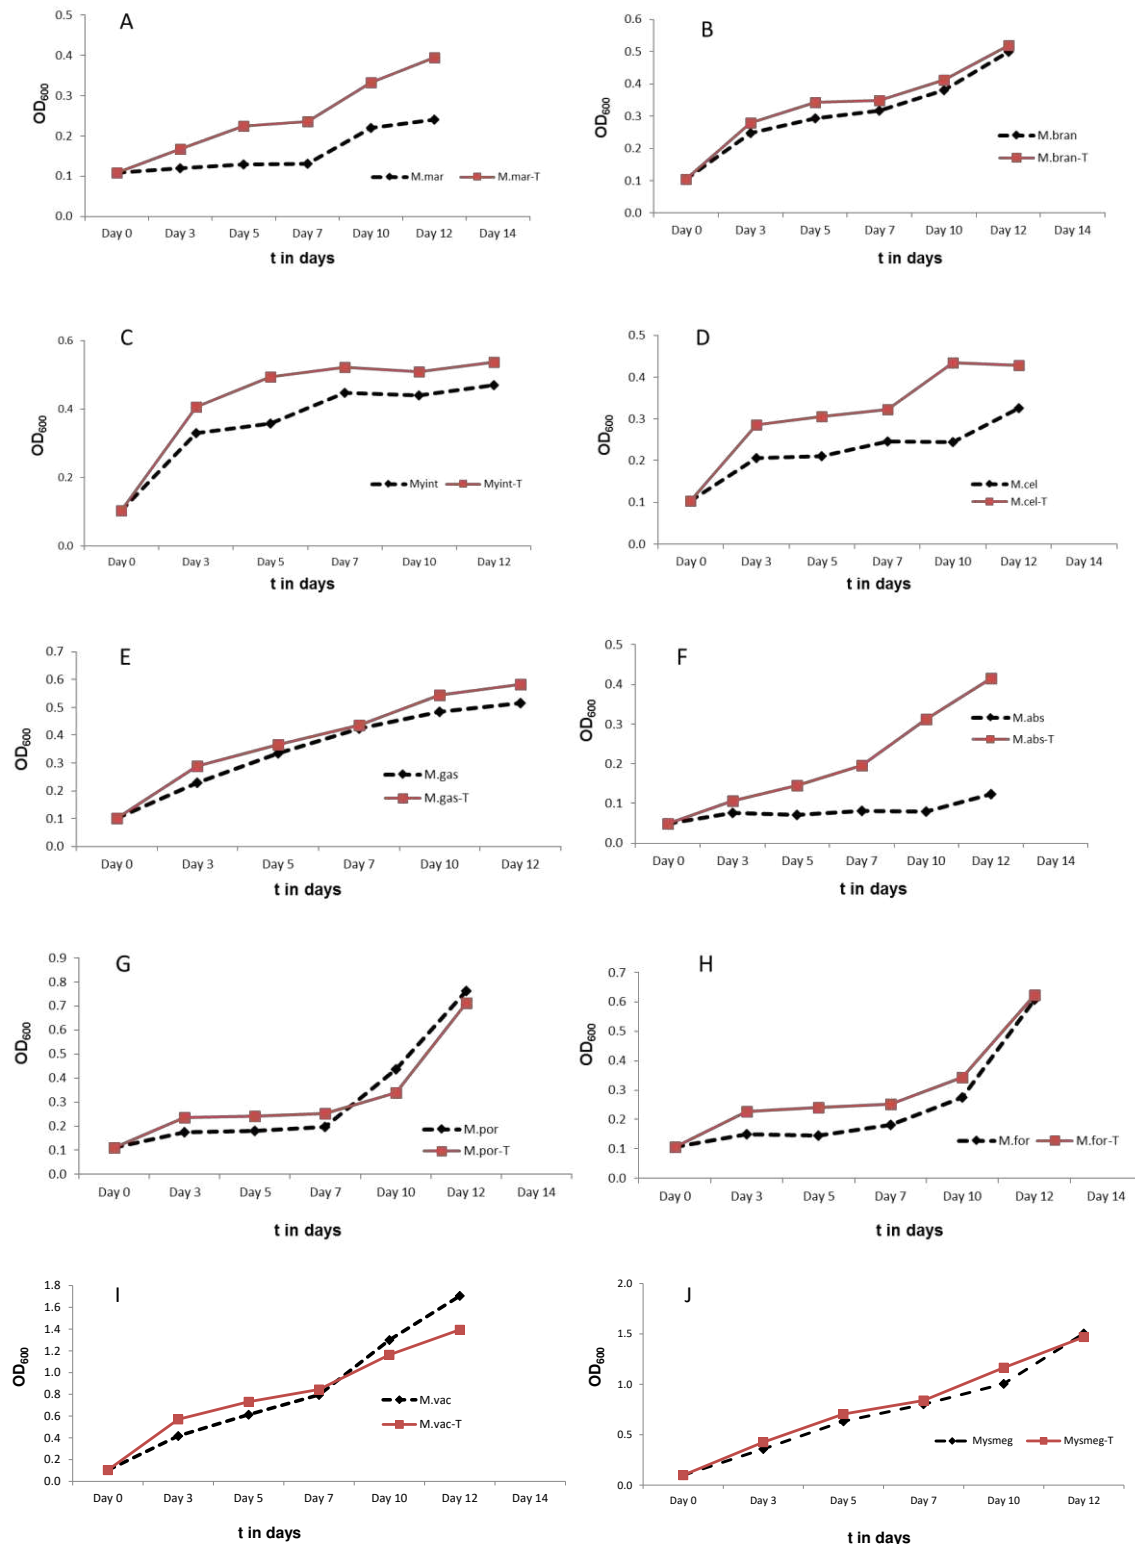 A
0.5
0.4
0.3
0.2
0.1
0.0
OD600
M.mar M.mar-T
Day 0 Day 3 Day 5 Day 7 Day 10 Day 12 Day 14
t in days
B
0.6
0.5
0.4
0.3
0.2
0.1
0.0
OD600
M.bran
M.bran-T
Day 0 Day 3 Day 5 Day 7 Day 10 Day 12 Day 14
t in days
C
0.6
0.4
0.2
0.0
OD600
Myint Myint-T
Day 0 Day 3 Day 5 Day 7 Day 10 Day 12
t in days
D
0.5
0.4
0.3
0.2
0.1
0.0
OD600
M.cel
M.cel-T
Day 0 Day 3 Day 5 Day 7 Day 10 Day 12 Day 14
t in days
E
0.7
0.6
0.5
0.4
0.3
0.2
0.1
0.0
OD600
M.gas
M.gas-T
Day 0 Day 3 Day 5 Day 7 Day 10 Day 12
t in days
F
0.5
0.4
0.3
0.2
0.1
0.0
OD600
M.abs
M.abs-T
Day 0 Day 3 Day 5 Day 7 Day 10 Day 12 Day 14
t in days
G
0.9
0.8
0.7
0.6
0.5
0.4
0.3
0.2
0.1
0.0
OD600
M.por
M.por-T
Day 0 Day 3 Day 5 Day 7 Day 10 Day 12 Day 14
t in days
H
0.7
0.6
0.5
0.4
0.3
0.2
0.1
0.0
OD600
M.for M.for-T
Day 0 Day 3 Day 5 Day 7 Day 10 Day 12 Day 14
t in days
I
1.8
1.6
1.4
1.2
1.0
0.8
0.6
0.4
0.2
0.0
OD600
M.vac
M.vac-T
Day 0 Day 3 Day 5 Day 7 Day 10 Day 12 Day 14
t in days
J
2.0
1.5
1.0
0.5
0.0
OD600
Mysmeg Mysmeg-T
Day 0 Day 3 Day 5 Day 7 Day 10 Day 12
t in days